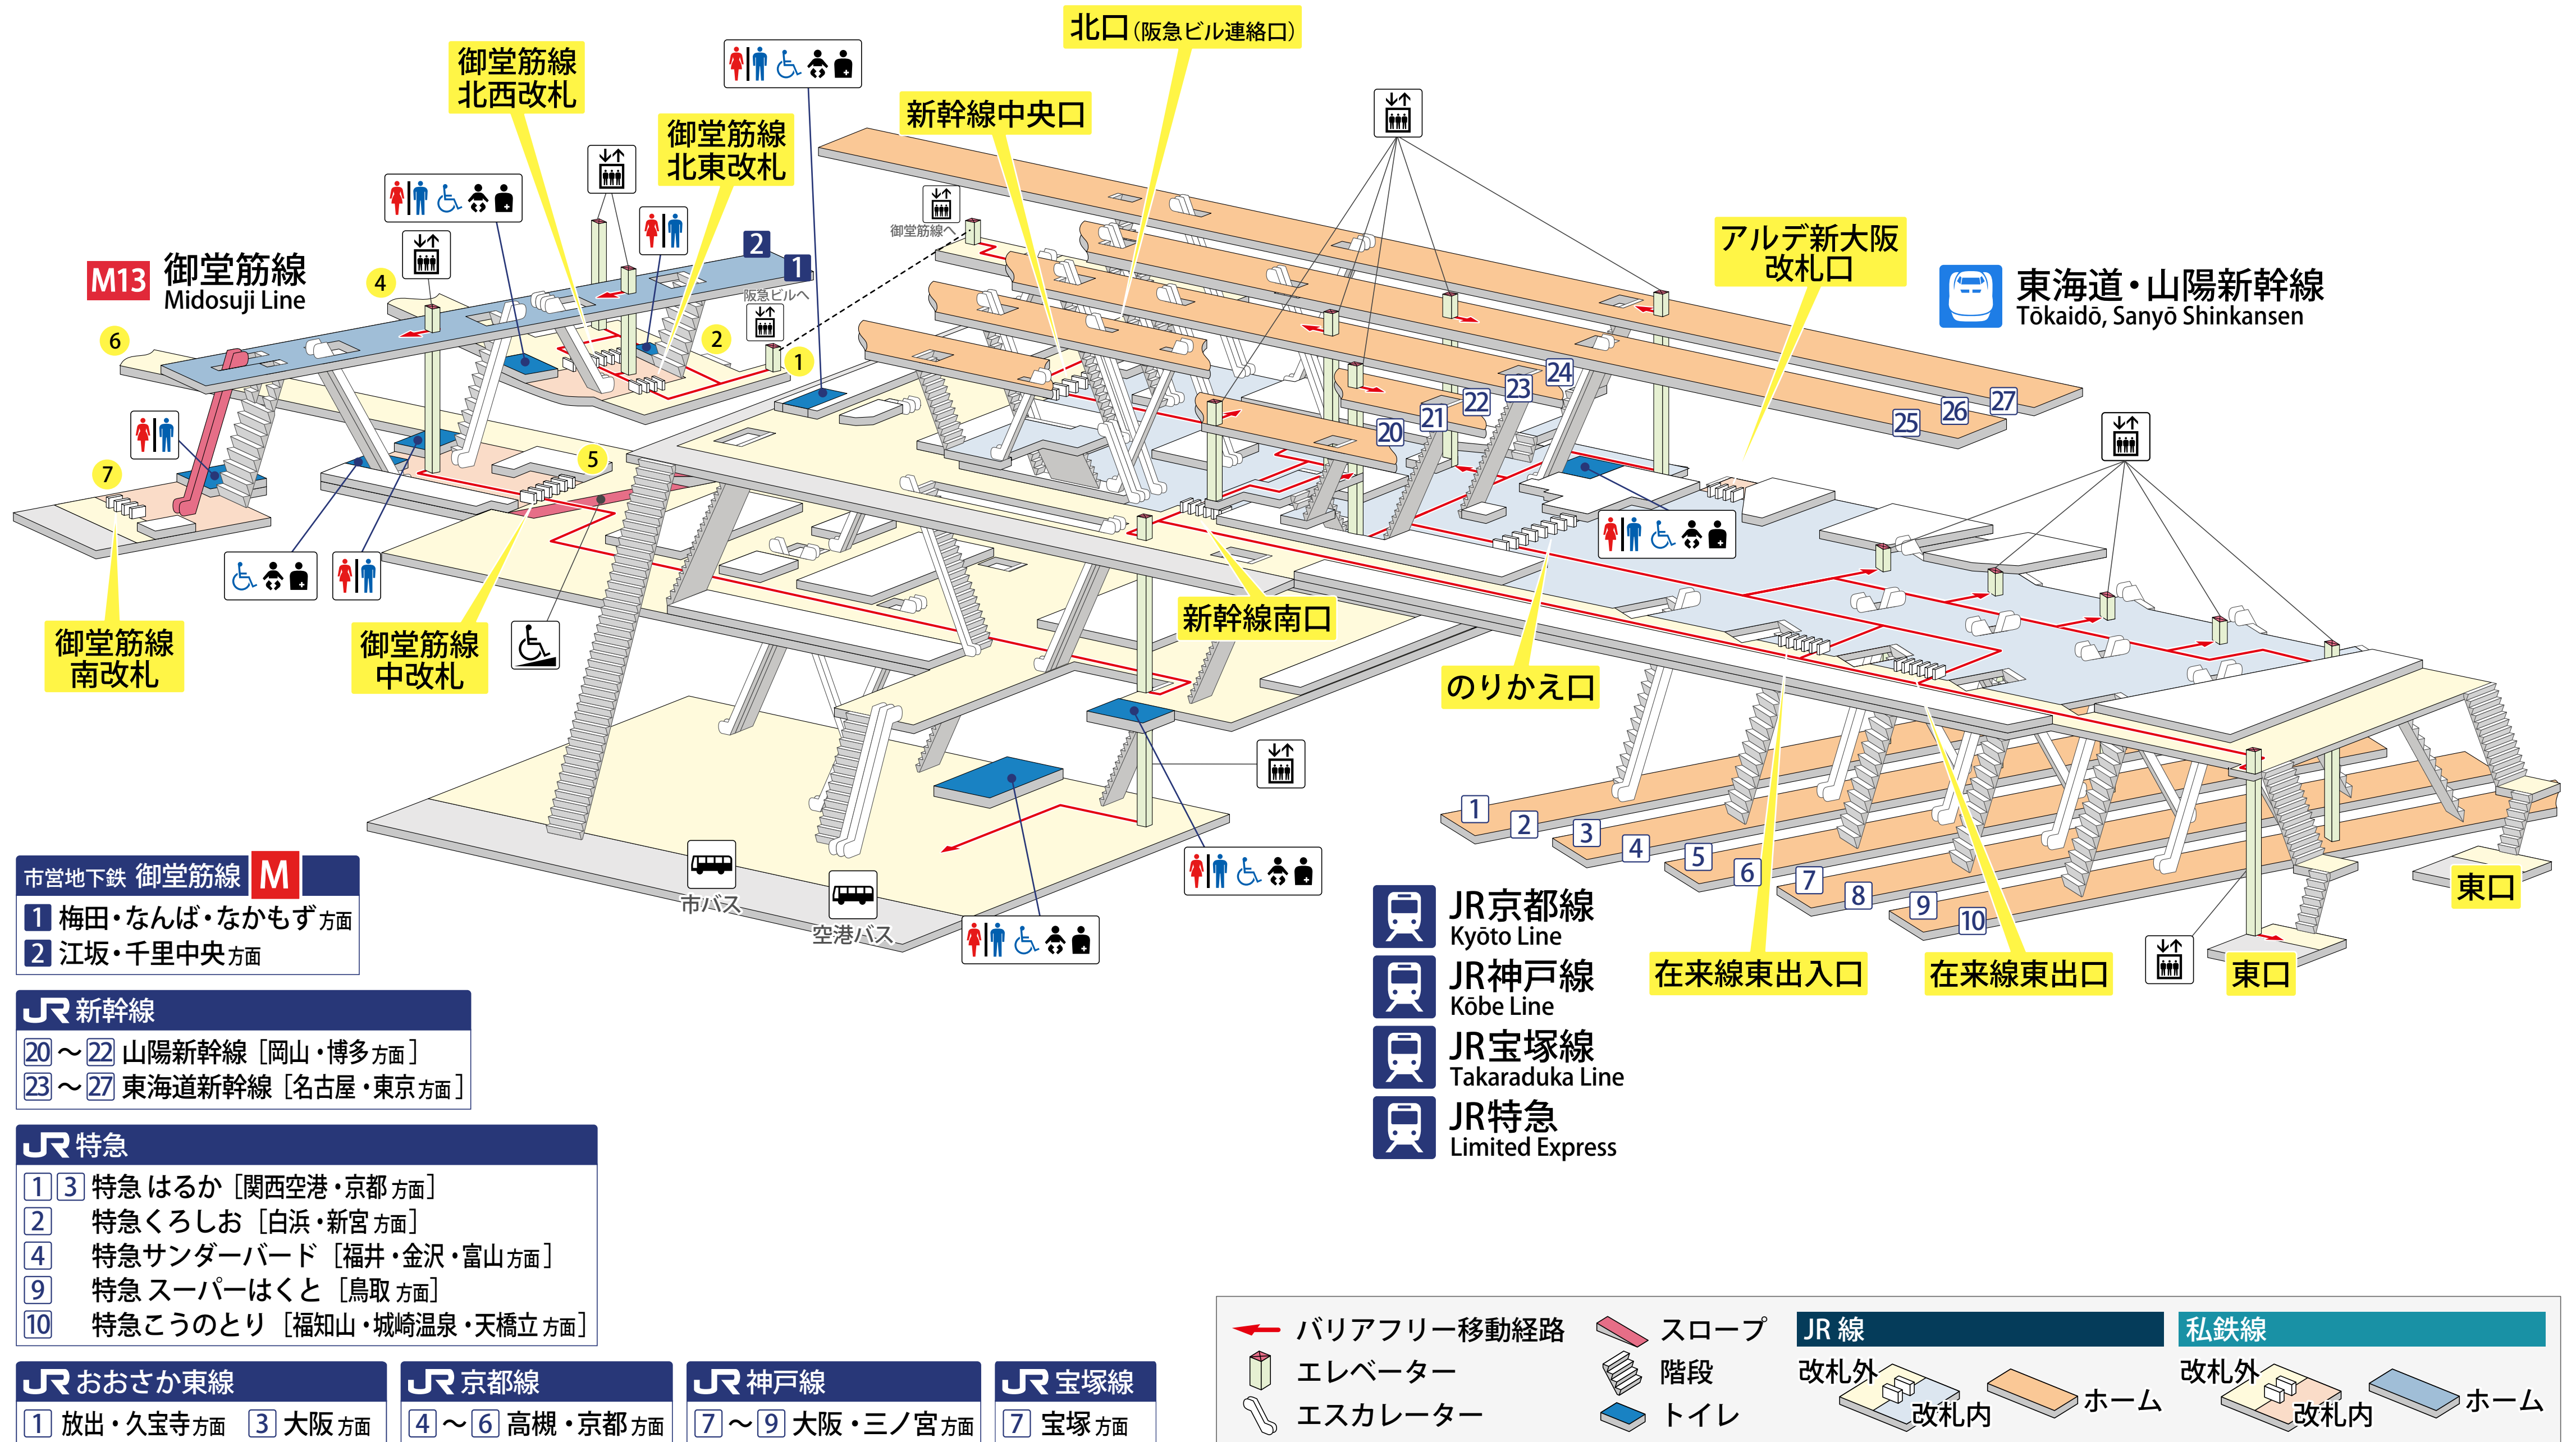 北口（阪急ビル連絡口）
御堂筋線
北西改札
御堂筋線
北東改札
新幹線中央口
御堂筋線へ
阪急ビルへ
アルデ新大阪
改札口
M13 御堂筋線
Midosuji Line
東海道・山陽新幹線
Tōkaidō, Sanyō Shinkansen
2
1
4
6
2
1
5
7
20
21
22
23
24
25
26
27
御堂筋線
南改札
御堂筋線
中改札
新幹線南口
のりかえ口
市バス
空港バス
1
2
3
4
5
6
7
8
9
10
在来線東出入口
在来線東出口
東口
東口
JR京都線
Kyōto Line
JR神戸線
Kōbe Line
JR宝塚線
Takaraduka Line
JR特急
Limited Express
市営地下鉄 御堂筋線 M
1 梅田・なんば・なかもず方面
2 江坂・千里中央方面
JR 新幹線
20～22 山陽新幹線［岡山・博多方面］
23～27 東海道新幹線［名古屋・東京方面］
JR 特急
1 3 特急 はるか［関西空港・京都方面］
2 特急くろしお［白浜・新宮方面］
4 特急サンダーバード［福井・金沢・富山方面］
9 特急 スーパーはくと［鳥取方面］
10 特急こうのとり［福知山・城崎温泉・天橋立方面］
JR おおさか東線
1 放出・久宝寺方面 3 大阪方面
JR 京都線
4～6 高槻・京都方面
JR 神戸線
7～9 大阪・三ノ宮方面
JR 宝塚線
7 宝塚方面
バリアフリー移動経路
エレベーター
エスカレーター
スロープ
階段
トイレ
JR 線
改札外
改札内
ホーム
私鉄線
改札外
改札内
ホーム